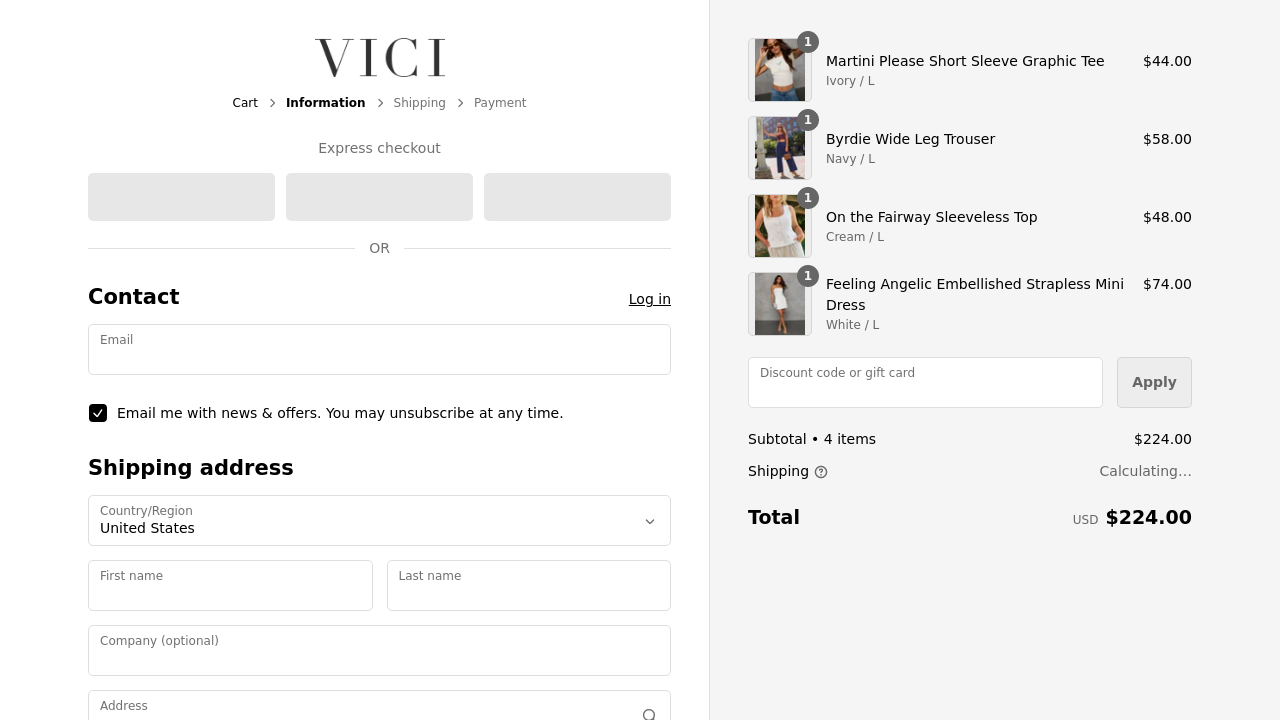 VICI
Cart
Information
Shipping
Payment
Express checkout
OR
Contact
Log in
Email
Email me with news & offers. You may unsubscribe at any time.
Shipping address
Country/Region
United States
First name
Last name
Company (optional)
Address
1
Martini Please Short Sleeve Graphic Tee
$44.00
Ivory / L
1
Byrdie Wide Leg Trouser
$58.00
Navy / L
1
On the Fairway Sleeveless Top
$48.00
Cream / L
1
Feeling Angelic Embellished Strapless Mini
Dress
$74.00
White / L
Discount code or gift card
Apply
Subtotal • 4 items
$224.00
Shipping
Calculating...
Total
USD $224.00